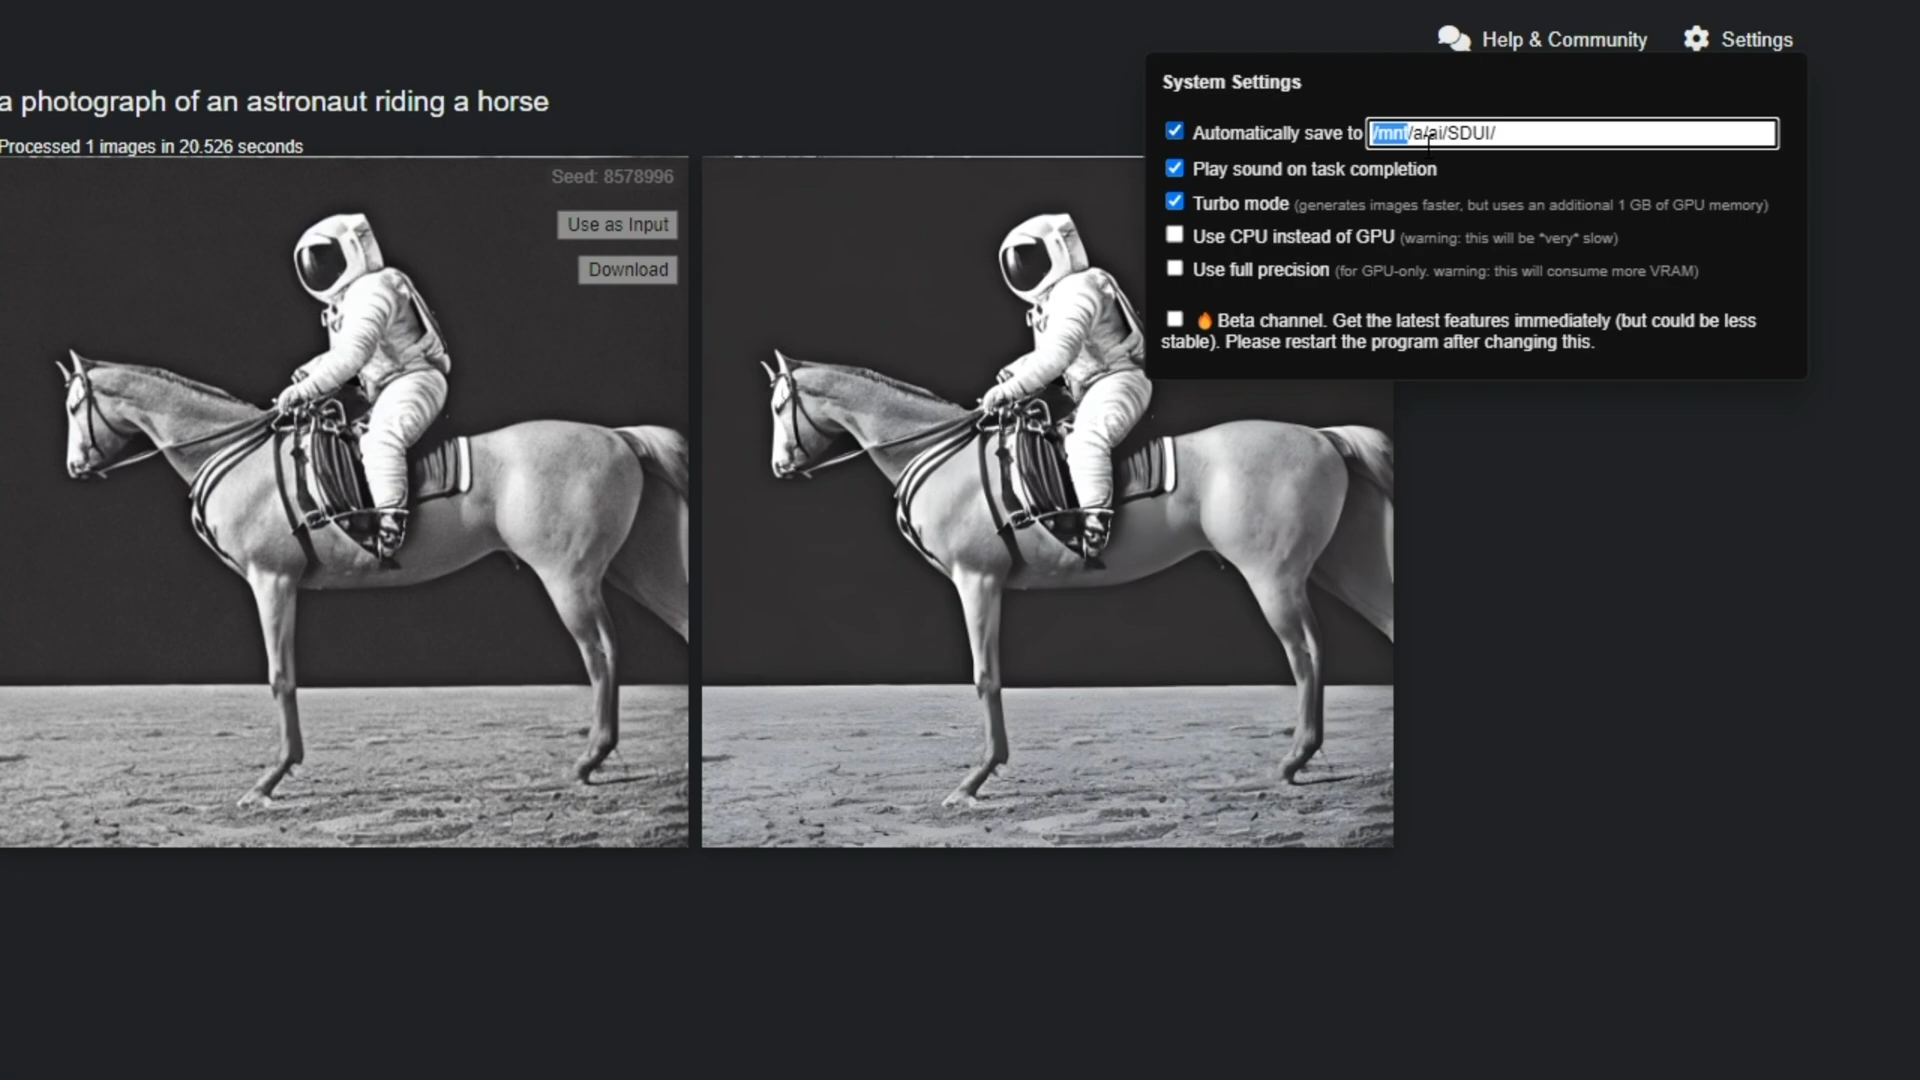 Help & Community
Settings
System Settings
a photograph of an astronaut riding a horse
Automatically save to /mnt/a/ai/SDUI/
Processed 1 images in 20.526 seconds
Play sound on task completion
Seed: 8578996
Turbo mode (generates images faster, but uses an additional 1 GB of GPU memory)
Use as Input
Use CPU instead of GPU (warning: this will be *very* slow)
Download
Use full precision (for GPU-only. warning: this will consume more VRAM)
🔥Beta channel. Get the latest features immediately (but could be less
stable). Please restart the program after changing this.